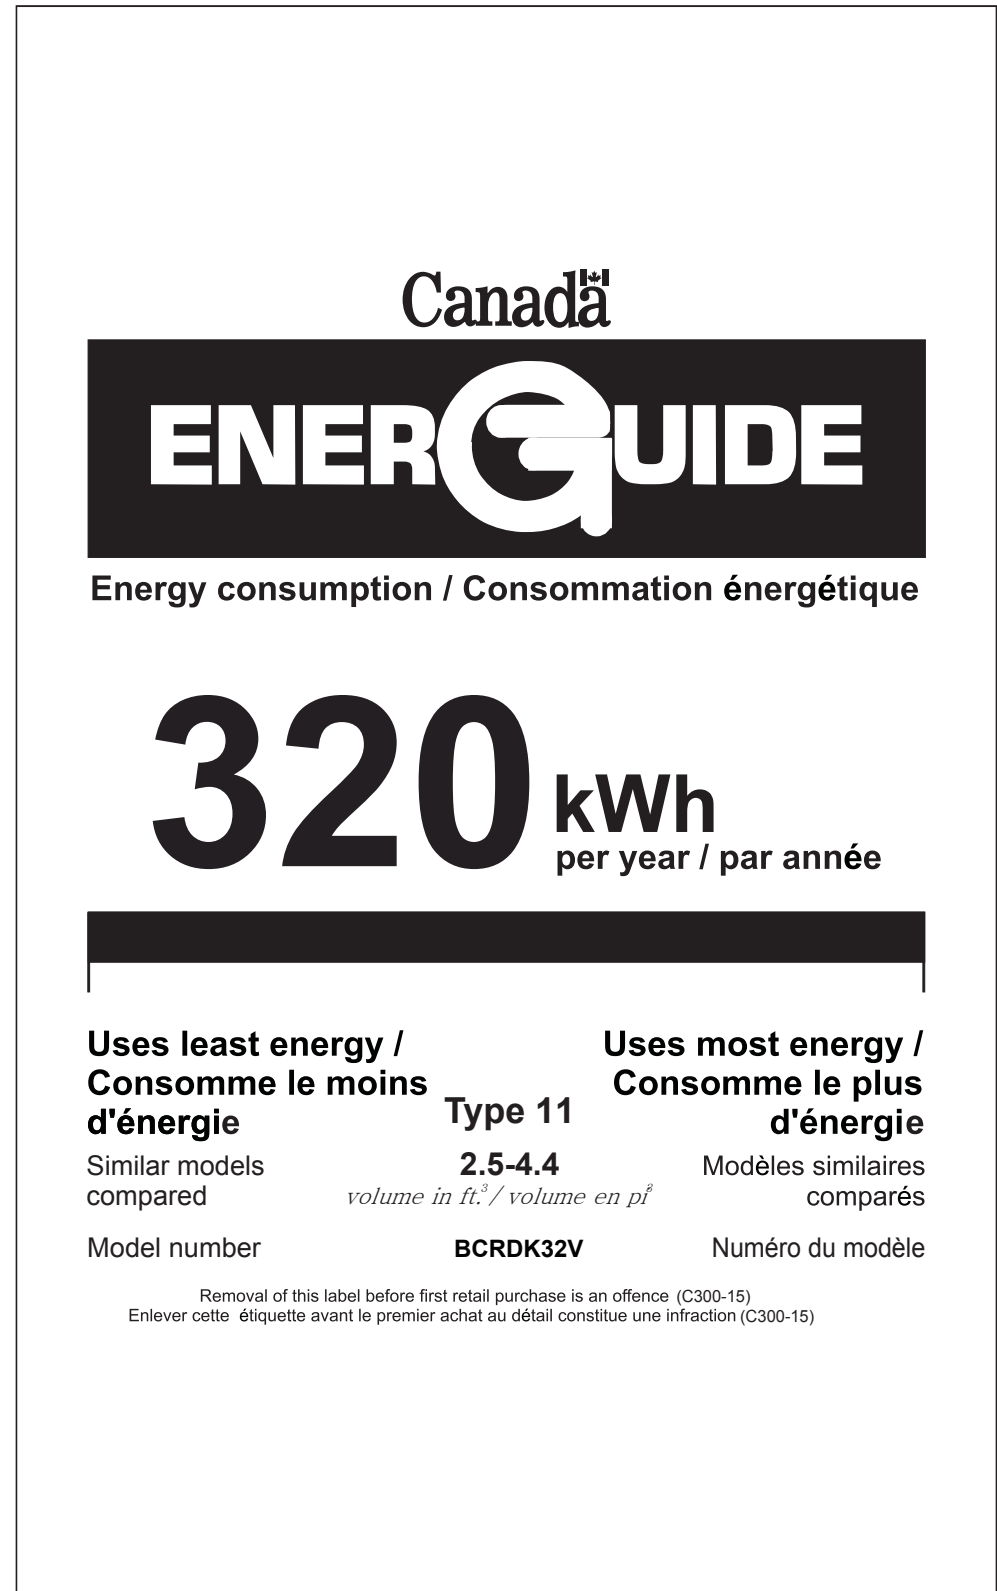 Canada
ENERGUIDE
Energy consumption / Consommation énergétique
320 kWh
per year / par année
Uses least energy /
Consomme le moins
d'énergie
Uses most energy /
Consomme le plus
d'énergie
Type 11
Similar models
compared
2.5-4.4
volume in ft.³ / volume en pi³
Modèles similaires
comparés
Model number
BCRDK32V
Numéro du modèle
Removal of this label before first retail purchase is an offence (C300-15)
Enlever cette étiquette avant le premier achat au détail constitue une infraction (C300-15)